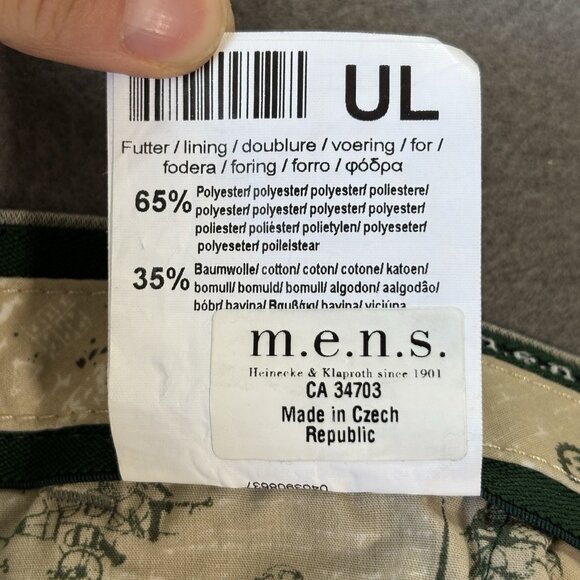 UL
Futter / lining / doublure / voering / for /
fodera / foring / forro / φόδρα
65% Polyester/ polyester/ polyester/ poliestere/
polyester/ polyester/ polyester/ polyester/
poliester/ poliéster/ polietylen/ polyeseter/
polyeseter/ poileistear
35% Baumwolle/ cotton/ coton/ cotone/ katoen/
bomull/ bomuld/ bomull/ algodon/ aalgodâo/
m.e.n.s.
Heinecke & Klaproth since 1901
CA 34703
Made in Czech
Republic